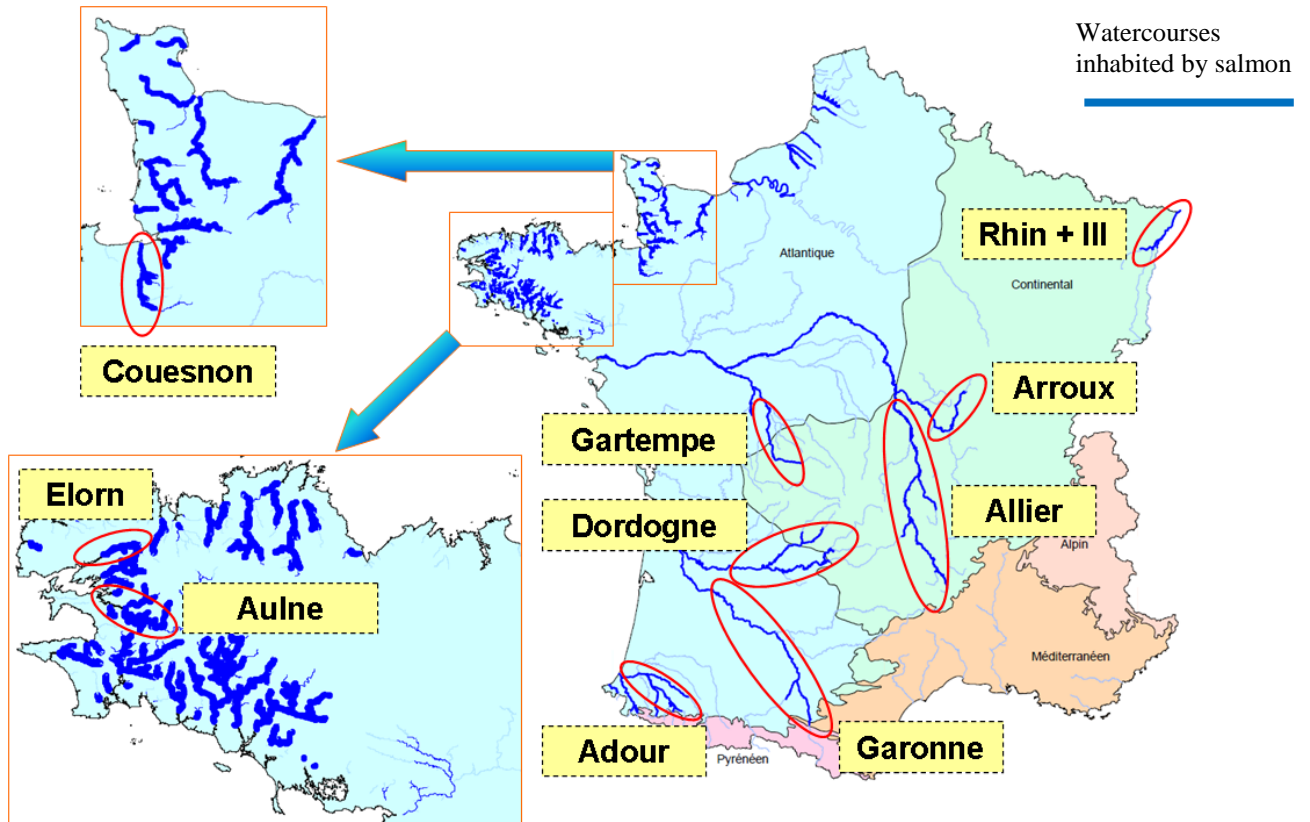 Watercourses
inhabited by salmon
Rhin + Ill
Atlantique
Continental
Couesnon
Arroux
Gartempe
Elorn
Dordogne
Allier
Alpin
Aulne
Méditerranéen
Adour
Pyrénéen
Garonne